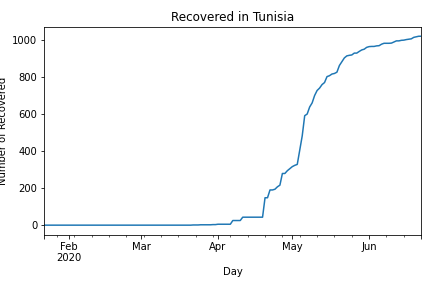 Recovered in Tunisia
Number of Recovered
1000
800
600
400
200
0
Feb
2020
Mar
Apr
May
Jun
Day